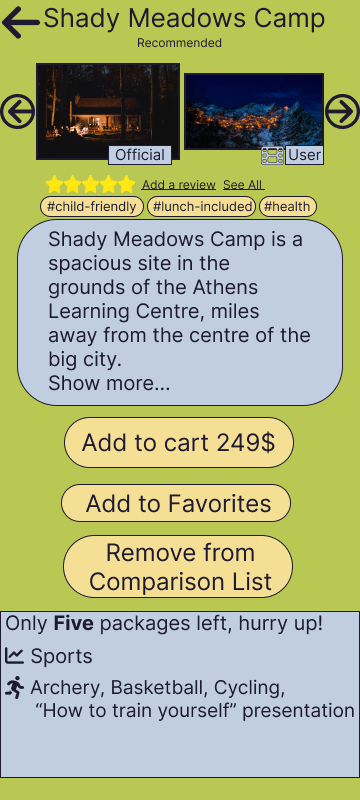 Shady Meadows Camp
Recommended
Official
User
Add a review See All
#child-friendly #lunch-included #health
Shady Meadows Camp is a
spacious site in the
grounds of the Athens
Learning Centre, miles
away from the centre of the
big city.
Show more...
Add to cart 249$
Add to Favorites
Remove from
Comparison List
Only Five packages left, hurry up!
Sports
Archery, Basketball, Cycling,
“How to train yourself” presentation